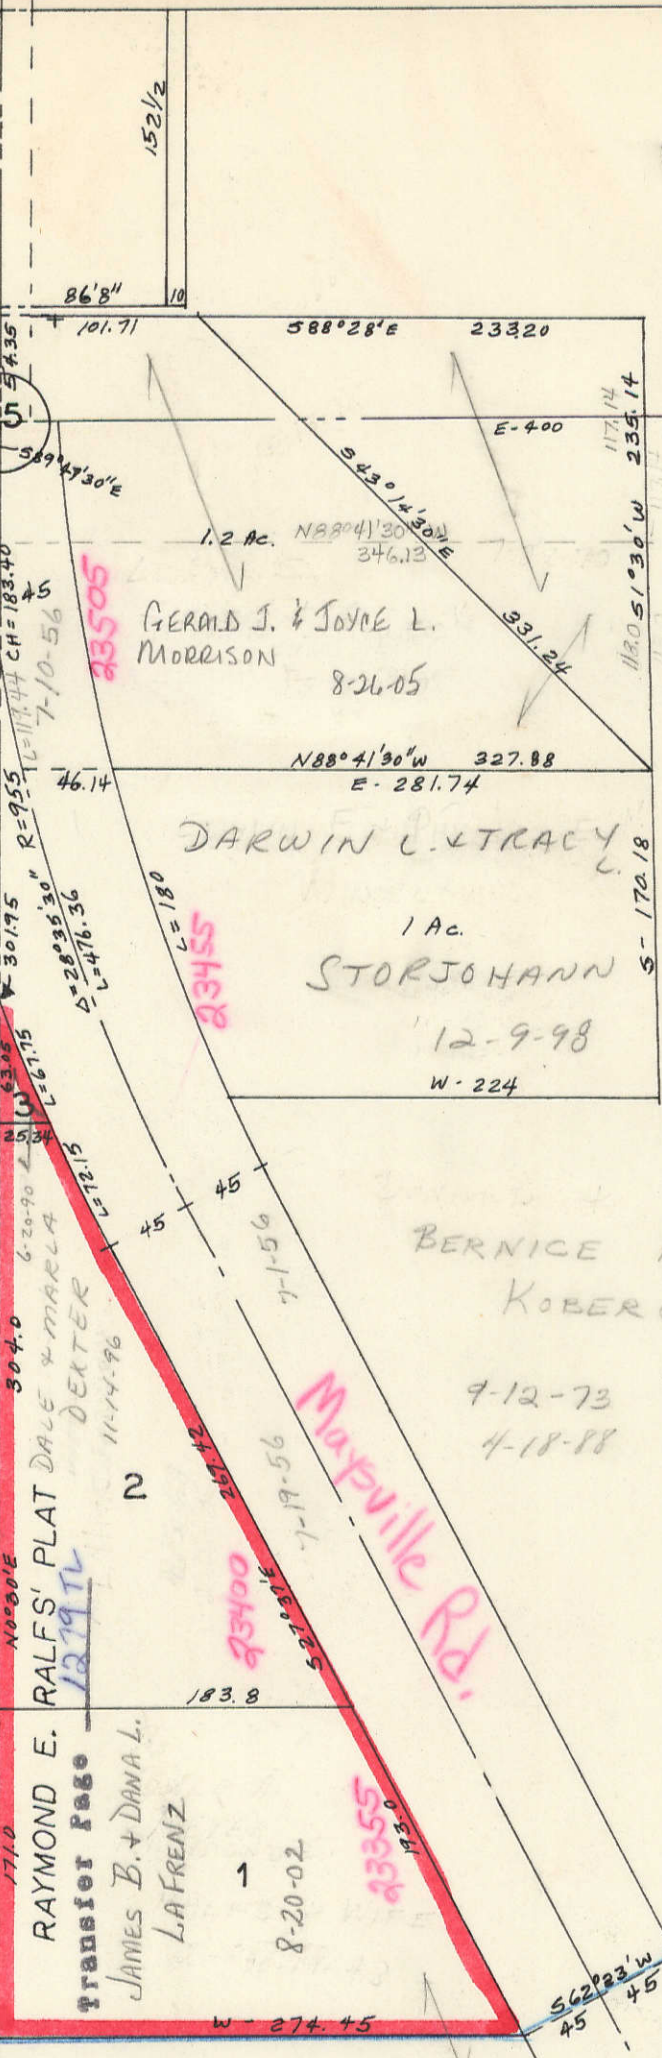 152 1/2
86'8"
10
101.71
S88°28'E 233.20
54.35
5
E-400
117.14
235.14
S89°47'30"E
S43°14'30"E
1.2 Ac.
N88°41'30"W
346.13
S1°30'W
118.0
CH=183.40
45
L=119.44
7-10-56
23505
GERALD J. & JOYCE L.
MORRISON
8-26-05
331.24
N88°41'30"W 327.88
46.14
E- 281.74
R=955
DARWIN L. & TRACY
L.
1 Ac.
STORJOHANN
12-9-98
S- 170.18
L=180
23455
301.95
Δ=28°35'30"
L=476.36
W-224
63.05
L=67.75
3
25.34
L=72.15
45
45
7-1-56
BERNICE
KOBER
9-12-73
4-18-88
6-20-90
DALE & MARLA
DEXTER
11-14-96
304.0
2
269.42
7-19-56
Maysville Rd.
23400
S27°37'E
N0°30'E
RAYMOND E. RALFS' PLAT
Transfer Page 1279 TL
183.8
171.0
JAMES B. & DANA L.
LAFRENZ
1
8-20-02
23355
193.0
W - 274.45
S62°23'W
45
45